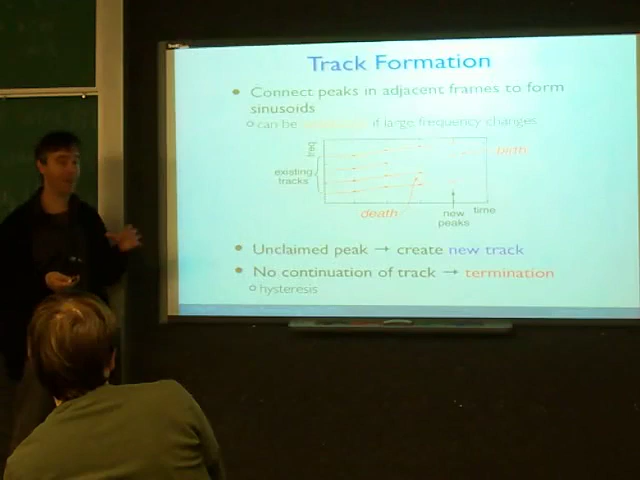 Track Formation
• Connect peaks in adjacent frames to form
sinusoids
can be if large frequency changes
freq
birth
existing
tracks
death
new
peaks
time
• Unclaimed peak → create new track
• No continuation of track → termination
hysteresis